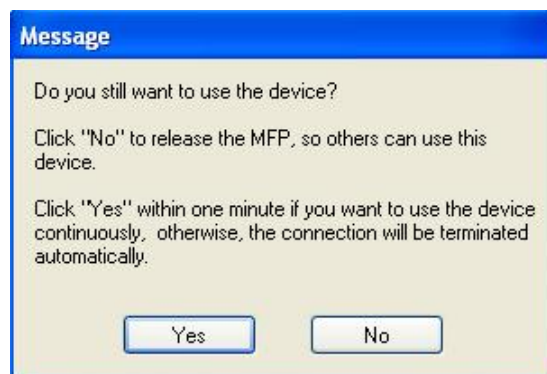 Message
Do you still want to use the device?
Click "No" to release the MFP, so others can use this
device.
Click "Yes" within one minute if you want to use the device
continuously, otherwise, the connection will be terminated
automatically.
Yes
No